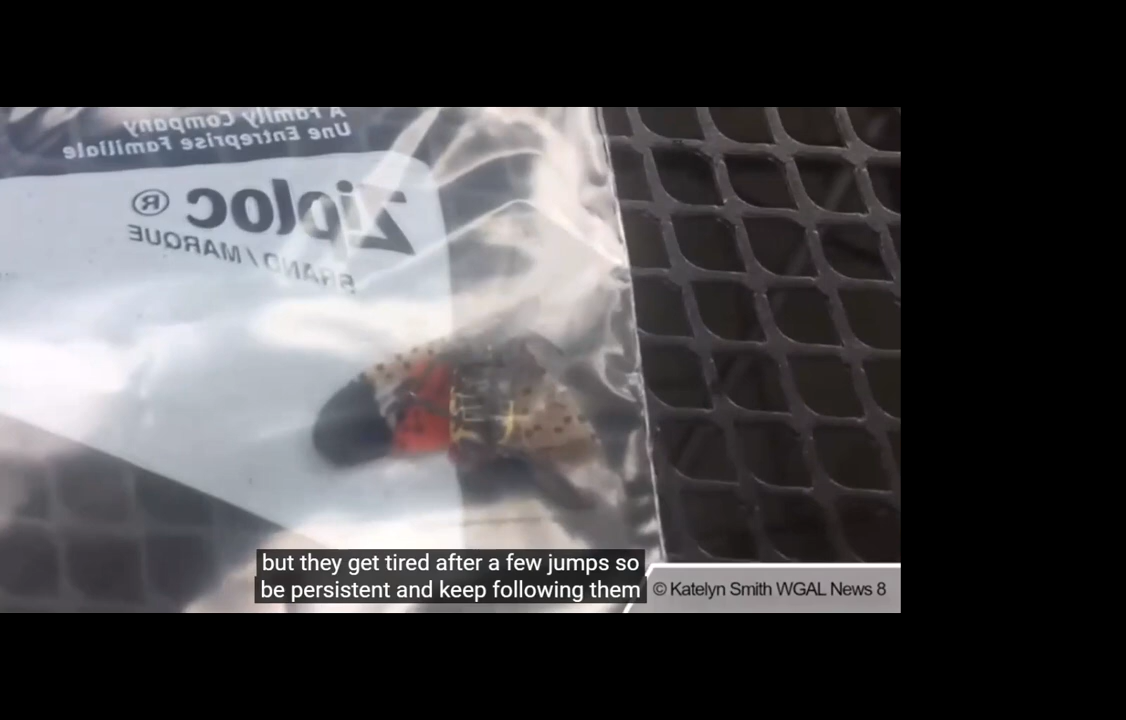 A Family Company
Une Entreprise Familiale
Ziploc ®
BRAND / MARQUE
but they get tired after a few jumps so
be persistent and keep following them
© Katelyn Smith WGAL News 8